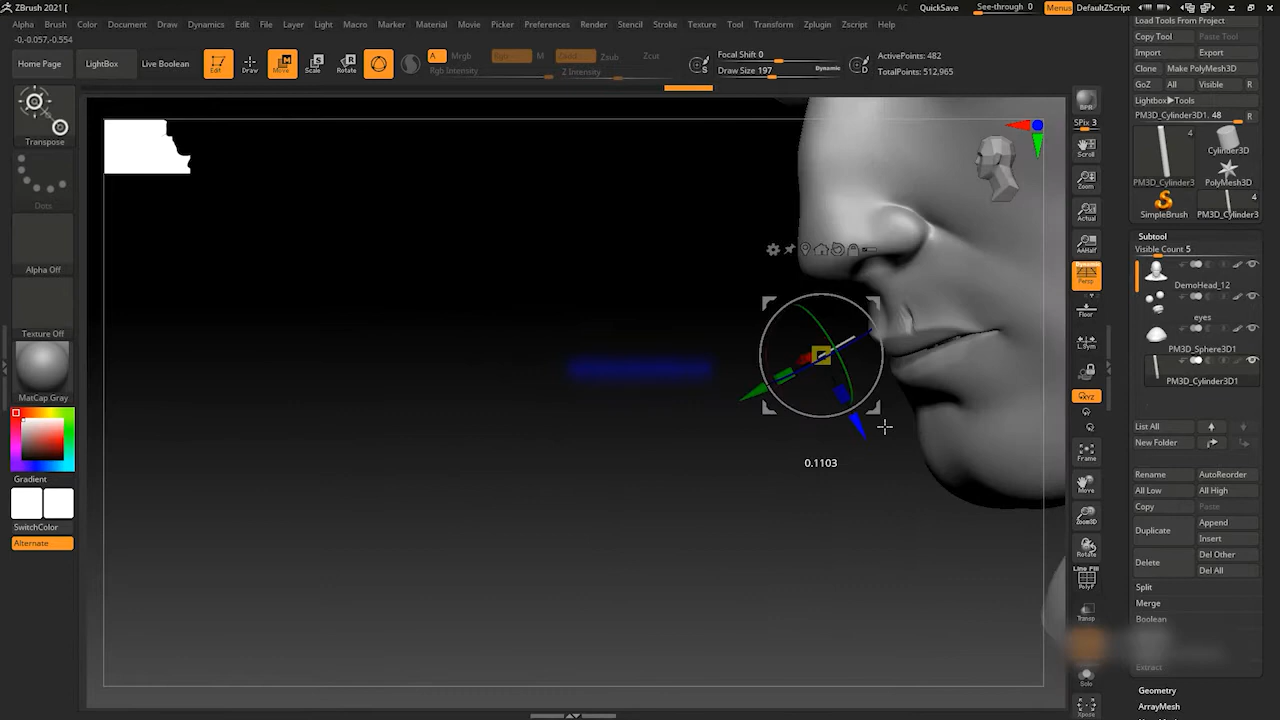 ZBrush 2021 [
AC QuickSave See-through 0 Menus DefaultZScript
Alpha Brush Color Document Draw Dynamics Edit File Layer Light Macro Marker Material Movie Picker Preferences Render Stencil Stroke Texture Tool Transform Zplugin Zscript Help
-0,-0.057,-0.554
Home Page LightBox Live Boolean Edit Draw Move Scale Rotate
A Mrgb Rgb M Zadd Zsub Zcut
Rgb Intensity Z Intensity
Focal Shift 0
Draw Size 197 Dynamic
S D
ActivePoints: 482
TotalPoints: 512,965
Transpose
Dots
Alpha Off
Texture Off
MatCap Gray
Gradient
SwitchColor
Alternate
0.1103
BPR
SPix 3
Scroll
Zoom
Actual
AAHalf
Dynamic
Persp
Floor
L.Sym
XYZ
Frame
Move
Zoom3D
Rotate
Line Fill
PolyF
Transp
Solo
Xpose
Load Tools From Project
Copy Tool Paste Tool
Import Export
Clone Make PolyMesh3D
GoZ All Visible R
Lightbox▶Tools
PM3D_Cylinder3D1. 48 R
4
Cylinder3D
PM3D_Cylinder3 PolyMesh3D
4
SimpleBrush PM3D_Cylinder3
Subtool
Visible Count 5
DemoHead_12
eyes
PM3D_Sphere3D1
PM3D_Cylinder3D1
List All
New Folder
Rename AutoReorder
All Low All High
Copy Paste
Duplicate Append
Insert
Delete Del Other
Del All
Split
Merge
Boolean
Extract
Geometry
ArrayMesh